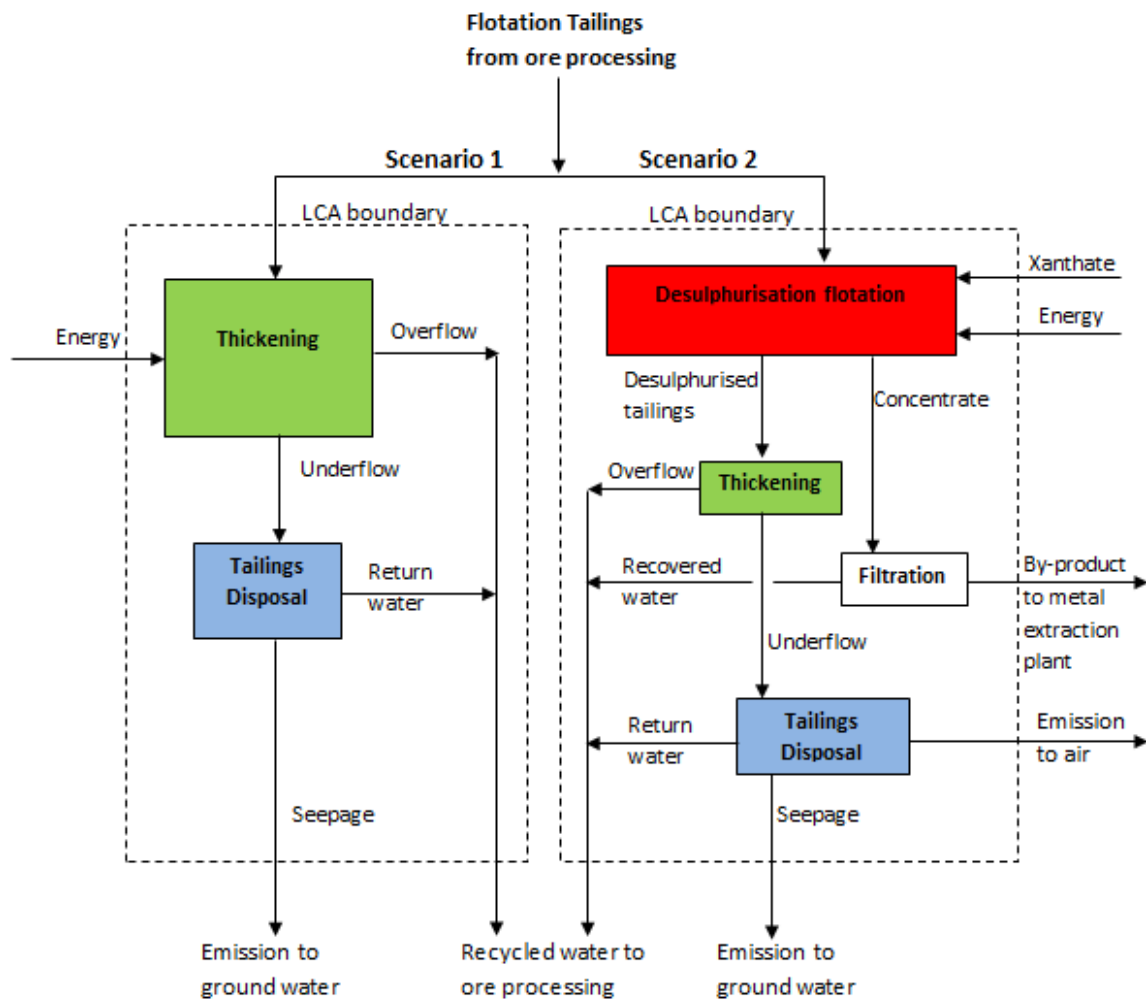 Flotation Tailings
from ore processing
Scenario 1
Scenario 2
LCA boundary
LCA boundary
Energy
Thickening
Overflow
Underflow
Tailings
Disposal
Return
water
Seepage
Desulphurisation flotation
Xanthate
Energy
Desulphurised
tailings
Concentrate
Overflow
Thickening
Recovered
water
Filtration
By-product
to metal
extraction
plant
Underflow
Return
water
Tailings
Disposal
Emission
to air
Seepage
Emission to
ground water
Recycled water to
ore processing
Emission to
ground water